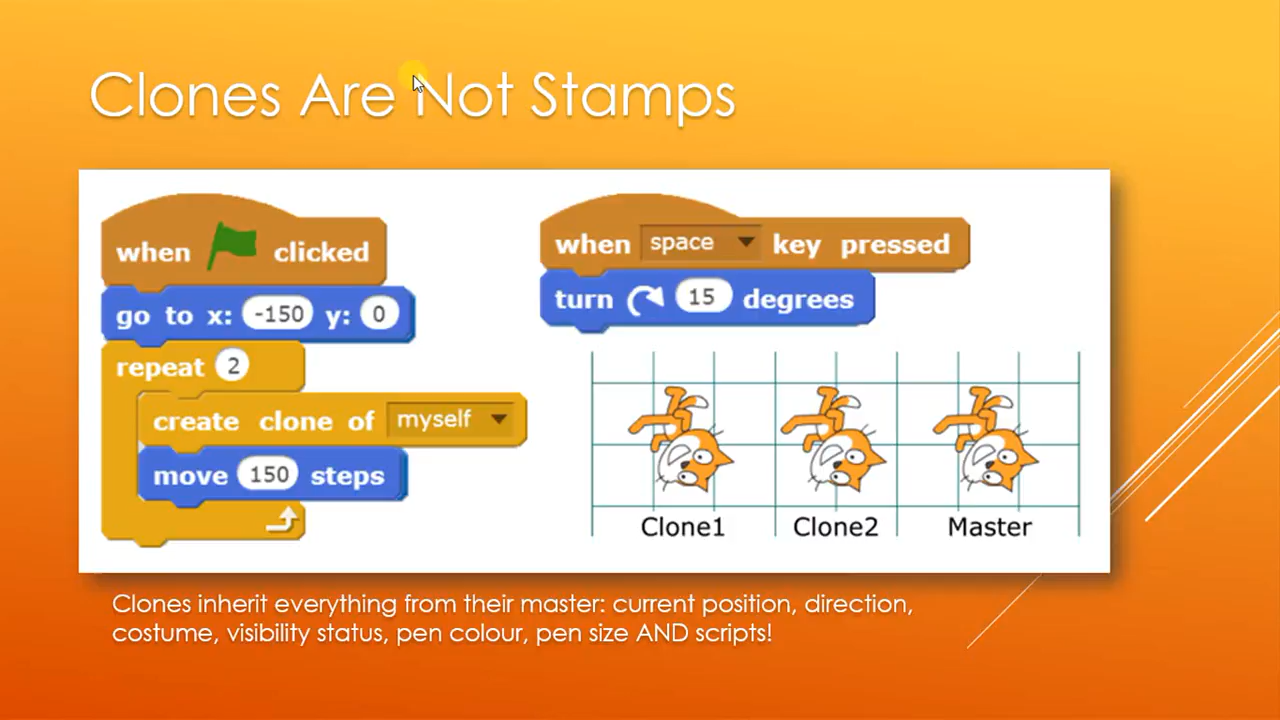 Clones Are Not Stamps
when clicked
go to x: -150 y: 0
repeat 2
create clone of myself
move 150 steps
when space key pressed
turn 15 degrees
Clone1 Clone2 Master
Clones inherit everything from their master: current position, direction,
costume, visibility status, pen colour, pen size AND scripts!